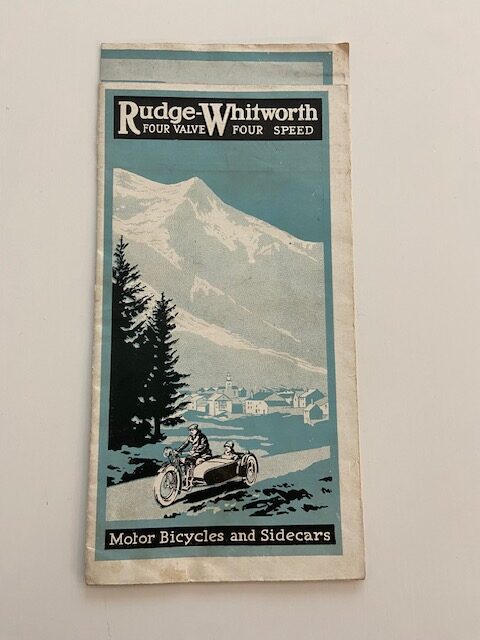 Rudge-Whitworth
FOUR VALVE FOUR SPEED
Motor Bicycles and Sidecars